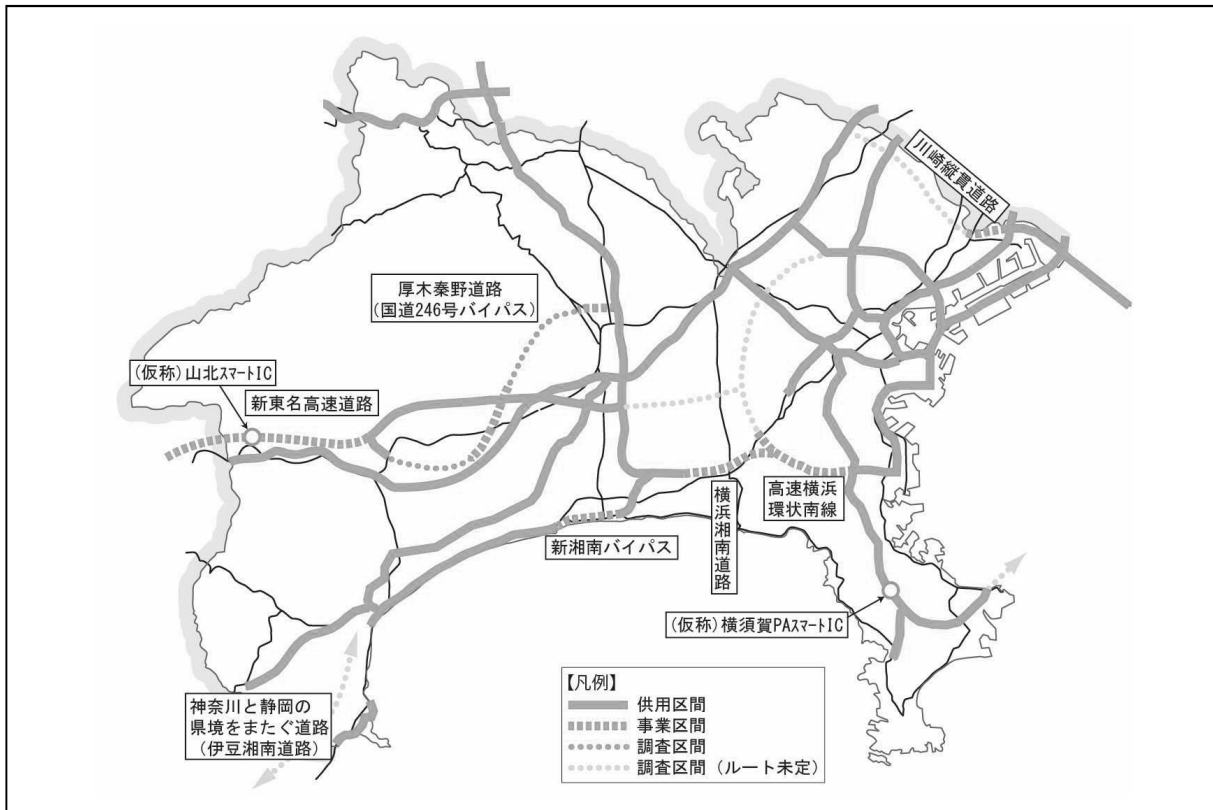 川崎縦貫道路
厚木秦野道路
(国道246号バイパス)
(仮称)山北スマートIC
新東名高速道路
高速横浜
環状南線
横浜湘南道路
新湘南バイパス
(仮称)横須賀PAスマートIC
神奈川と静岡の
県境をまたぐ道路
(伊豆湘南道路)
【凡例】
供用区間
事業区間
調査区間
調査区間 (ルート未定)